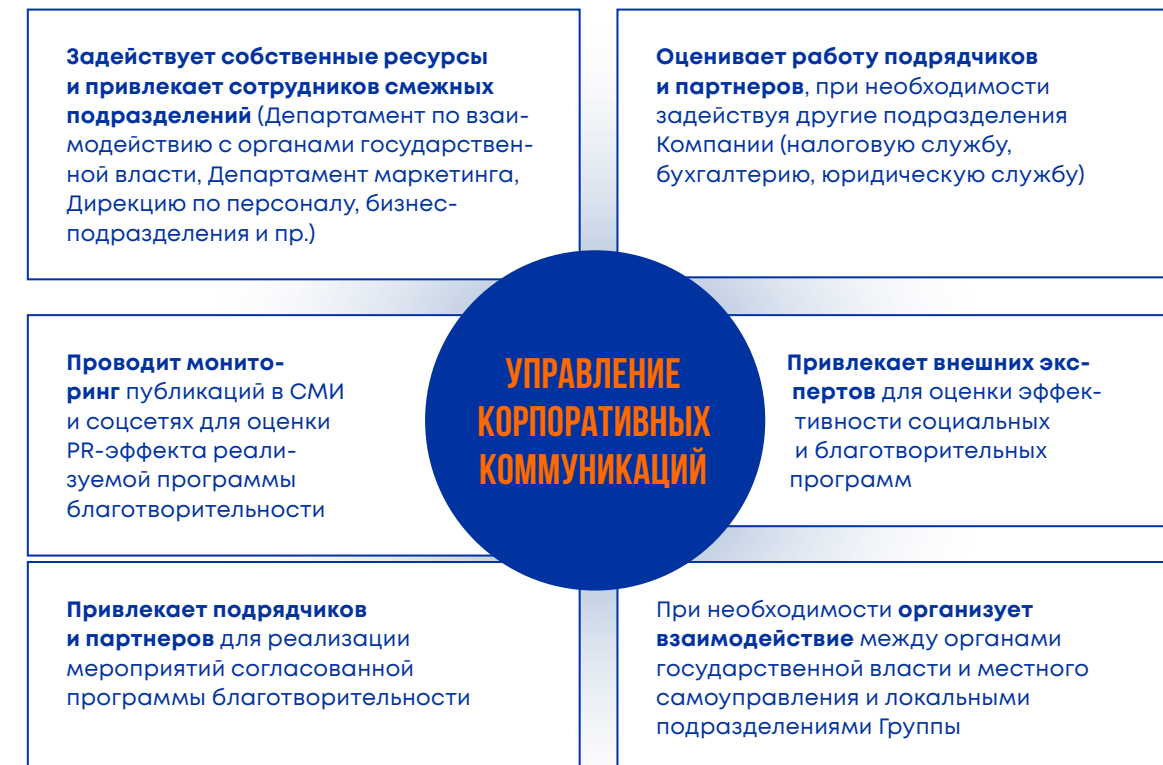 Задействует собственные ресурсы
и привлекает сотрудников смежных
подразделений (Департамент по взаи-
модействию с органами государствен-
ной власти, Департамент маркетинга,
Дирекцию по персоналу, бизнес-
подразделения и пр.)
Оценивает работу подрядчиков
и партнеров, при необходимости
задействуя другие подразделения
Компании (налоговую службу,
бухгалтерию, юридическую службу)
Проводит монито-
ринг публикаций в СМИ
и соцсетях для оценки
PR-эффекта реали-
зуемой программы
благотворительности
УПРАВЛЕНИЕ
КОРПОРАТИВНЫХ
КОММУНИКАЦИЙ
Привлекает внешних экс-
пертов для оценки эффек-
тивности социальных
и благотворительных
программ
Привлекает подрядчиков
и партнеров для реализации
мероприятий согласованной
программы благотворительности
При необходимости организует
взаимодействие между органами
государственной власти и местного
самоуправления и локальными
подразделениями Группы